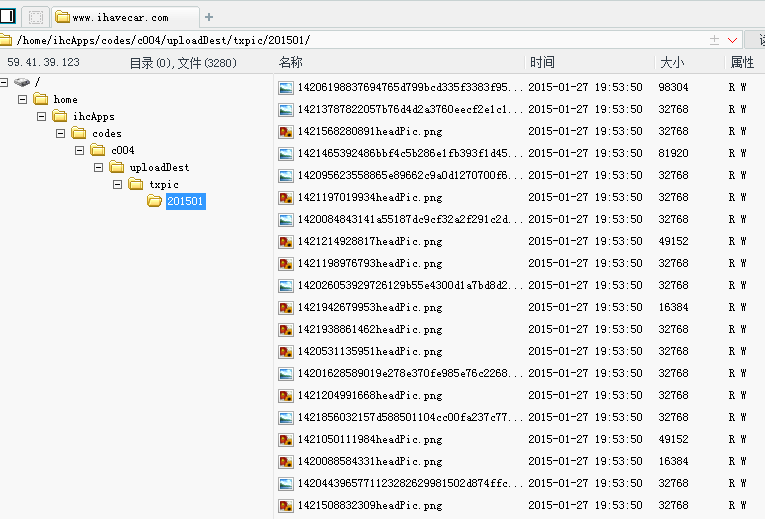 www.ihavecar.com
/home/ihcApps/codes/c004/uploadDest/txpic/201501/
59.41.39.123 目录(0),文件(3280) 名称 时间 大小 属性
/
home
ihcApps
codes
c004
uploadDest
txpic
201501
14206198837694765d799bcd335f3383f95... 2015-01-27 19:53:50 98304 R W
14213787822057b76d4d2a3760eecf2e1c1... 2015-01-27 19:53:50 32768 R W
1421568280891headPic.png 2015-01-27 19:53:50 32768 R W
1421465392486bbf4c5b286e1fb393f1d45... 2015-01-27 19:53:50 81920 R W
142095623558865e89662c9a0d1270700f6... 2015-01-27 19:53:50 32768 R W
1421197019934headPic.png 2015-01-27 19:53:50 32768 R W
1420084843141a55187dc9cf32a2f291c2d... 2015-01-27 19:53:50 32768 R W
1421214928817headPic.png 2015-01-27 19:53:50 49152 R W
1421198976793headPic.png 2015-01-27 19:53:50 32768 R W
142026053929726129b55e4300d1a7bd8d2... 2015-01-27 19:53:50 32768 R W
1421942679953headPic.png 2015-01-27 19:53:50 16384 R W
1421938861462headPic.png 2015-01-27 19:53:50 32768 R W
1420531135951headPic.png 2015-01-27 19:53:50 32768 R W
14201628589019e278e370fe985e76c2268... 2015-01-27 19:53:50 32768 R W
1421204991668headPic.png 2015-01-27 19:53:50 32768 R W
1421856032157d588501104cc00fa237c77... 2015-01-27 19:53:50 32768 R W
1421050111984headPic.png 2015-01-27 19:53:50 49152 R W
1420088584331headPic.png 2015-01-27 19:53:50 16384 R W
14204439657711232826299815​02d874ffc... 2015-01-27 19:53:50 32768 R W
1421508832309headPic.png 2015-01-27 19:53:50 32768 R W